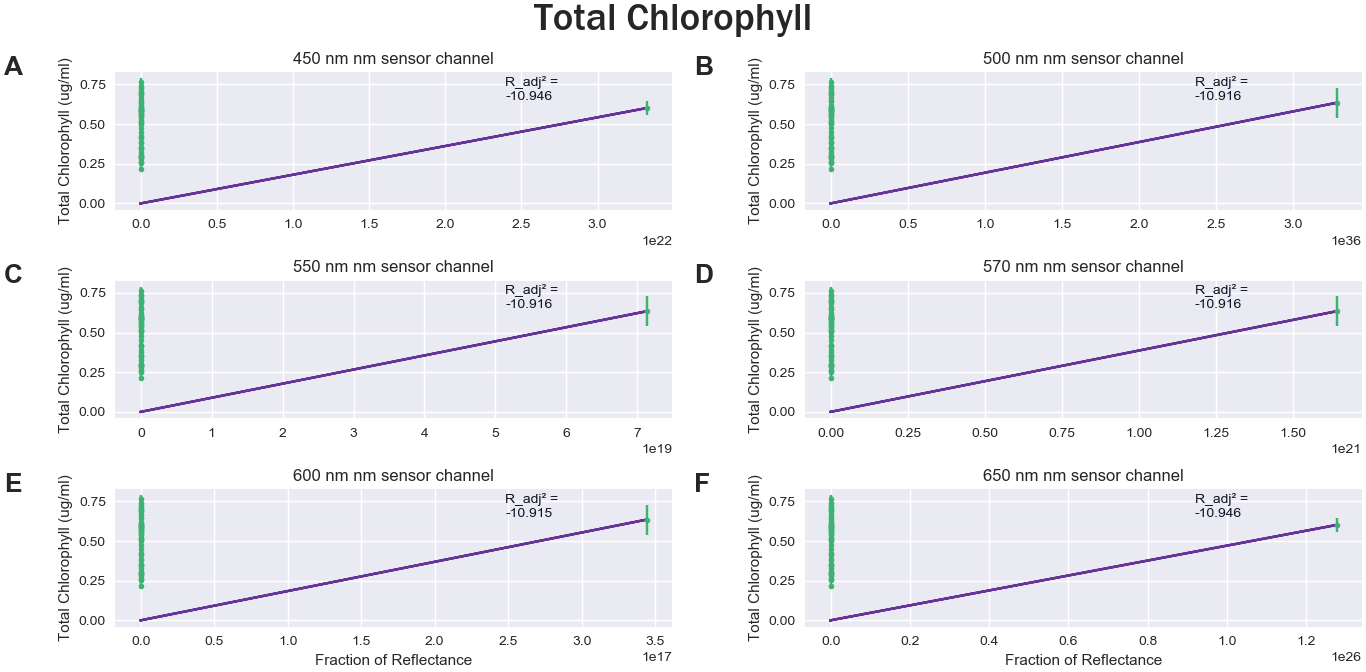 Total Chlorophyll
A
450 nm nm sensor channel
Total Chlorophyll (ug/ml)
0.75
0.50
0.25
0.00
R_adj² =
-10.946
0.0 0.5 1.0 1.5 2.0 2.5 3.0
1e22
B
500 nm nm sensor channel
Total Chlorophyll (ug/ml)
0.75
0.50
0.25
0.00
R_adj² =
-10.916
0.0 0.5 1.0 1.5 2.0 2.5 3.0
1e36
C
550 nm nm sensor channel
Total Chlorophyll (ug/ml)
0.75
0.50
0.25
0.00
R_adj² =
-10.916
0 1 2 3 4 5 6 7
1e19
D
570 nm nm sensor channel
Total Chlorophyll (ug/ml)
0.75
0.50
0.25
0.00
R_adj² =
-10.916
0.00 0.25 0.50 0.75 1.00 1.25 1.50
1e21
E
600 nm nm sensor channel
Total Chlorophyll (ug/ml)
0.75
0.50
0.25
0.00
R_adj² =
-10.915
0.0 0.5 1.0 1.5 2.0 2.5 3.0 3.5
1e17
Fraction of Reflectance
F
650 nm nm sensor channel
Total Chlorophyll (ug/ml)
0.75
0.50
0.25
0.00
R_adj² =
-10.946
0.0 0.2 0.4 0.6 0.8 1.0 1.2
1e26
Fraction of Reflectance